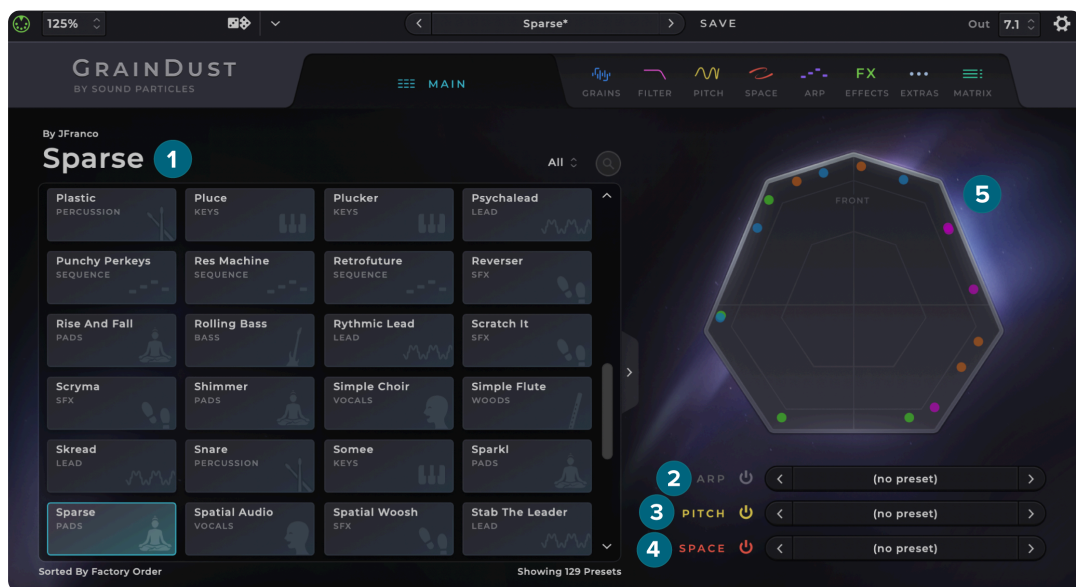 125%
Sparse*
SAVE
Out 7.1
GRAINDUST
BY SOUND PARTICLES
MAIN
GRAINS FILTER PITCH SPACE ARP FX EFFECTS EXTRAS MATRIX
By JFranco
Sparse 1
All
Plastic Pluce Plucker Psychalead
PERCUSSION KEYS KEYS LEAD
Punchy Perkeys Res Machine Retrofuture Reverser
SEQUENCE SEQUENCE SEQUENCE SFX
Rise And Fall Rolling Bass Rythmic Lead Scratch It
PADS BASS LEAD SFX
Scryma Shimmer Simple Choir Simple Flute
SFX PADS VOCALS WOODS
Skread Snare Somee Sparkl
LEAD PERCUSSION KEYS PADS
Sparse Spatial Audio Spatial Woosh Stab The Leader
PADS VOCALS SFX LEAD
Sorted By Factory Order Showing 129 Presets
FRONT
5
2 ARP (no preset)
3 PITCH (no preset)
4 SPACE (no preset)